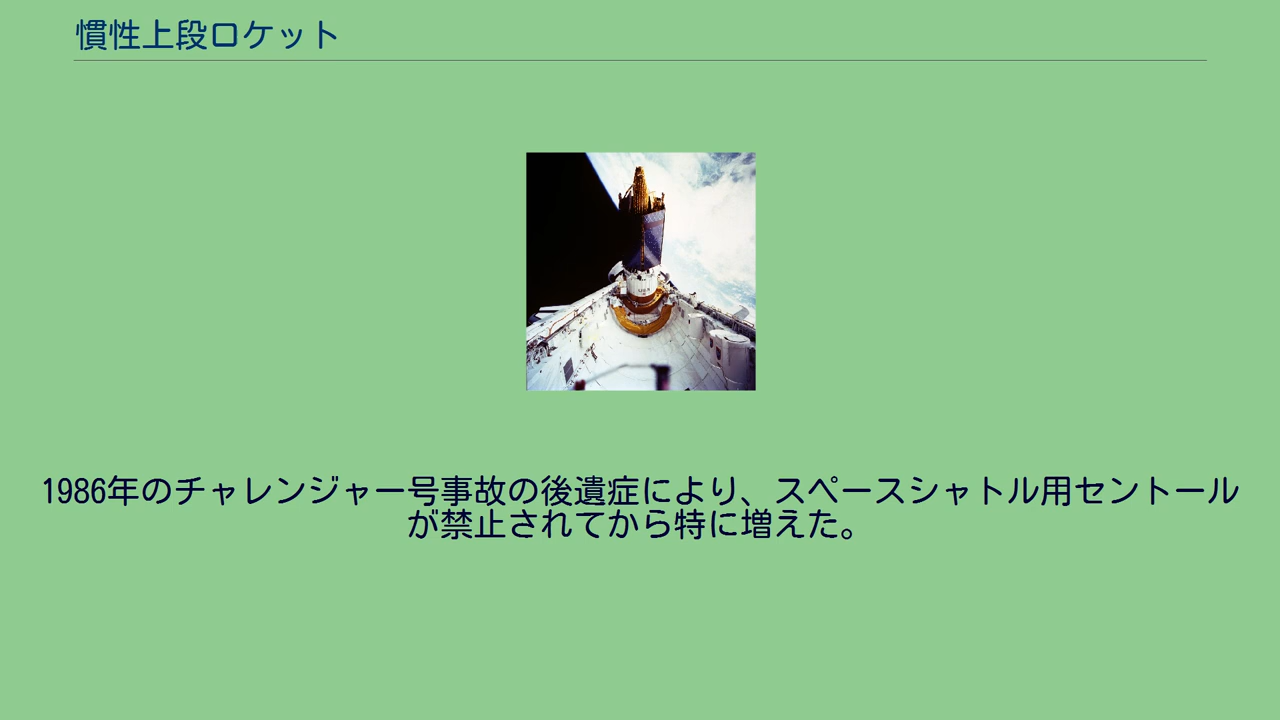 慣性上段ロケット
1986年のチャレンジャー号事故の後遺症により、スペースシャトル用セントール
が禁止されてから特に増えた。